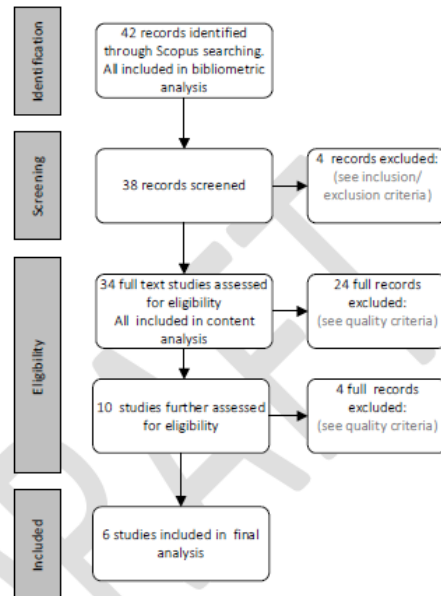 Identification
42 records identified
through Scopus searching.
All included in bibliometric
analysis
Screening
38 records screened
4 records excluded:
(see inclusion/
exclusion criteria)
Eligibility
34 full text studies assessed
for eligibility
All included in content
analysis
24 full records
excluded:
(see quality criteria)
10 studies further assessed
for eligibility
4 full records
excluded:
(see quality criteria)
Included
6 studies included in final
analysis
DRAFT